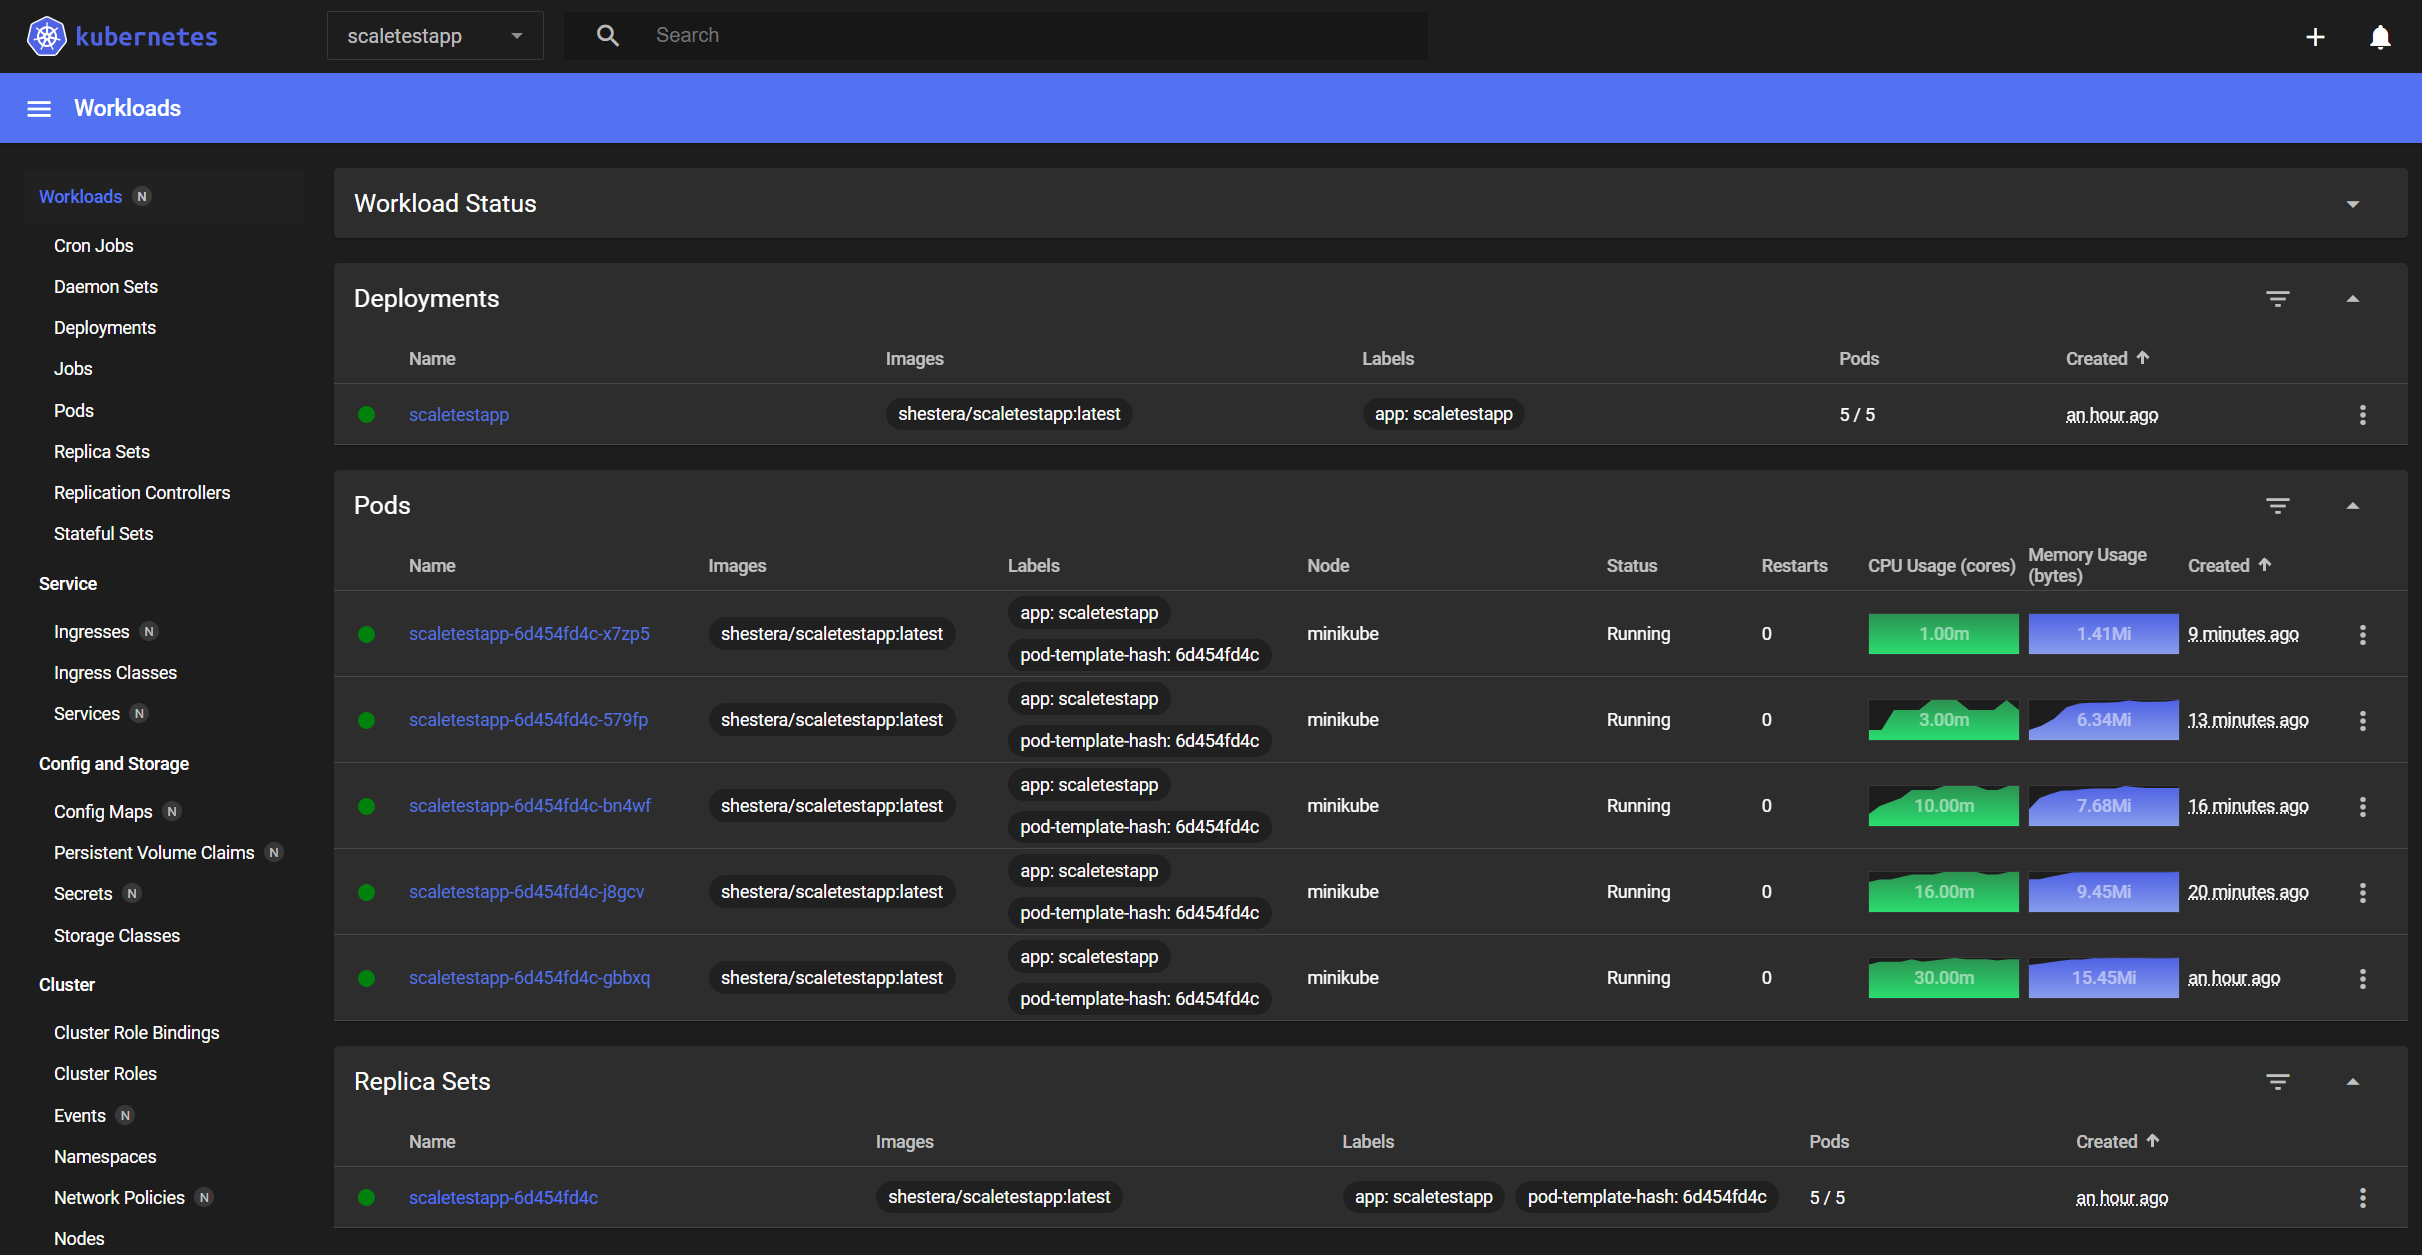 kubernetes
scaletestapp
Search
Workloads
Workloads N
Cron Jobs
Daemon Sets
Deployments
Jobs
Pods
Replica Sets
Replication Controllers
Stateful Sets
Service
Ingresses N
Ingress Classes
Services N
Config and Storage
Config Maps N
Persistent Volume Claims N
Secrets N
Storage Classes
Cluster
Cluster Role Bindings
Cluster Roles
Events N
Namespaces
Network Policies N
Nodes
Workload Status
Deployments
Name Images Labels Pods Created
scaletestapp shestera/scaletestapp:latest app: scaletestapp 5 / 5 an hour ago
Pods
Name Images Labels Node Status Restarts CPU Usage (cores) Memory Usage (bytes) Created
scaletestapp-6d454fd4c-x7zp5 shestera/scaletestapp:latest app: scaletestapp pod-template-hash: 6d454fd4c minikube Running 0 1.00m 1.41Mi 9 minutes ago
scaletestapp-6d454fd4c-579fp shestera/scaletestapp:latest app: scaletestapp pod-template-hash: 6d454fd4c minikube Running 0 3.00m 6.34Mi 13 minutes ago
scaletestapp-6d454fd4c-bn4wf shestera/scaletestapp:latest app: scaletestapp pod-template-hash: 6d454fd4c minikube Running 0 10.00m 7.68Mi 16 minutes ago
scaletestapp-6d454fd4c-j8gcv shestera/scaletestapp:latest app: scaletestapp pod-template-hash: 6d454fd4c minikube Running 0 16.00m 9.45Mi 20 minutes ago
scaletestapp-6d454fd4c-gbbxq shestera/scaletestapp:latest app: scaletestapp pod-template-hash: 6d454fd4c minikube Running 0 30.00m 15.45Mi an hour ago
Replica Sets
Name Images Labels Pods Created
scaletestapp-6d454fd4c shestera/scaletestapp:latest app: scaletestapp pod-template-hash: 6d454fd4c 5 / 5 an hour ago